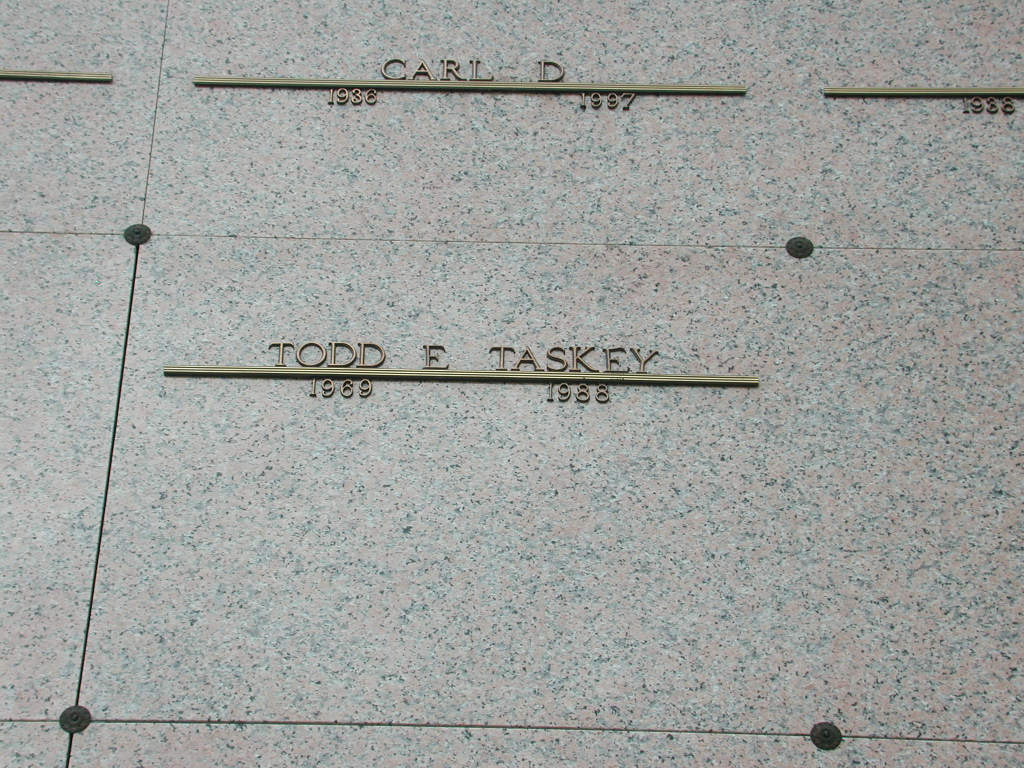 CARL D
1936 1997
1938
TODD E TASKEY
1969 1988